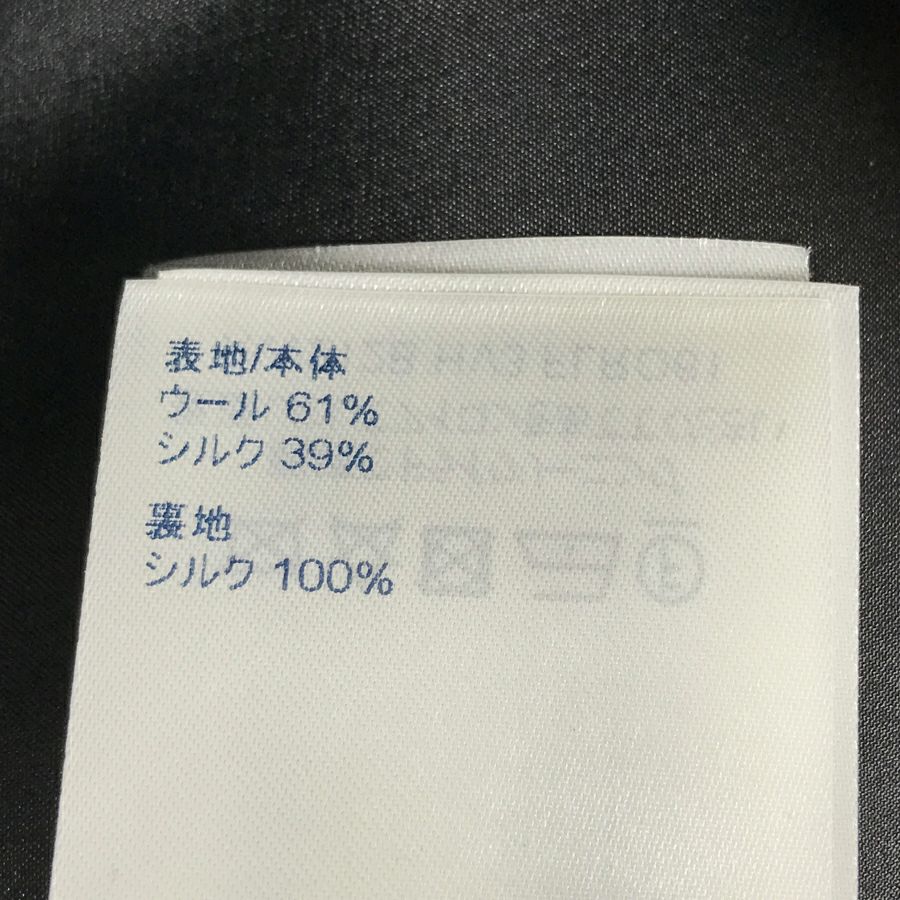 表地/本体
ウール 61%
シルク 39%
裏地
シルク 100%